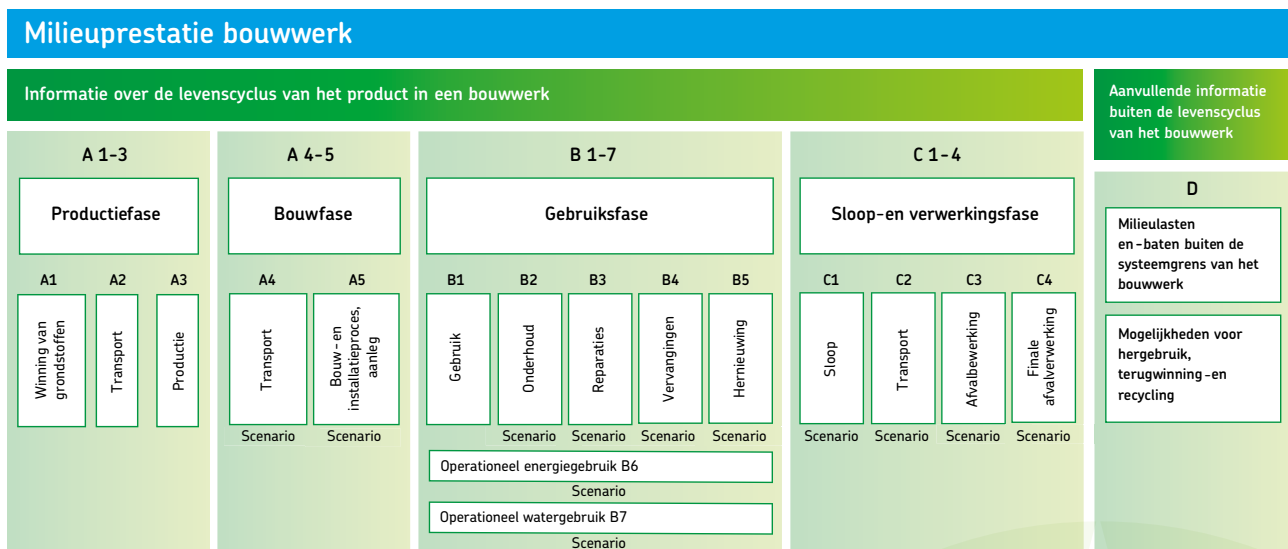 Milieuprestatie bouwwerk
Informatie over de levenscyclus van het product in een bouwwerk
Aanvullende informatie
buiten de levenscyclus
van het bouwwerk
A 1-3
Productiefase
A1
Winning van
grondstoffen
A2
Transport
A3
Productie
A 4-5
Bouwfase
A4
Transport
Scenario
A5
Bouw- en
installatieproces,
aanleg
Scenario
B 1-7
Gebruiksfase
B1
Gebruik
B2
Onderhoud
Scenario
B3
Reparaties
Scenario
B4
Vervangingen
Scenario
B5
Hernieuwing
Scenario
Operationeel energiegebruik B6
Scenario
Operationeel watergebruik B7
Scenario
C 1-4
Sloop-en verwerkingsfase
C1
Sloop
Scenario
C2
Transport
Scenario
C3
Afvalbewerking
Scenario
C4
Finale
afvalverwerking
Scenario
D
Milieulasten
en-baten buiten de
systeemgrens van het
bouwwerk
Mogelijkheden voor
hergebruik,
terugwinning-en
recycling